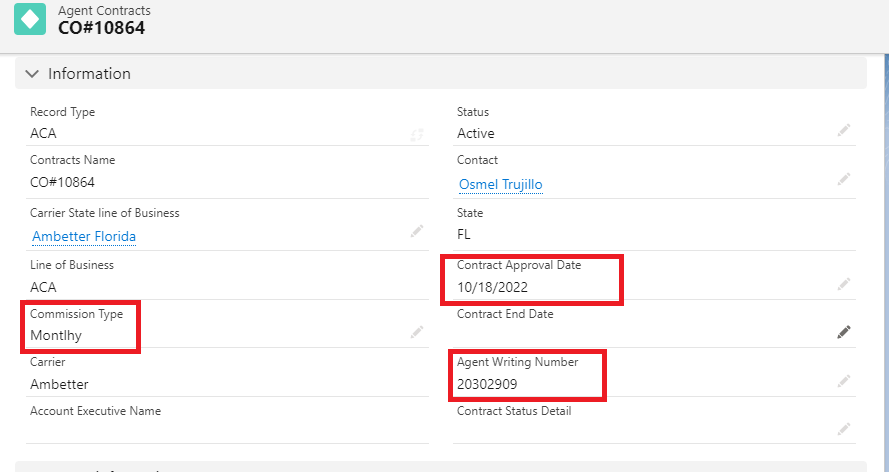 Agent Contracts
CO#10864
Information
Record Type
ACA
Status
Active
Contracts Name
CO#10864
Contact
Osmel Trujillo
Carrier State line of Business
Ambetter Florida
State
FL
Line of Business
ACA
Contract Approval Date
10/18/2022
Commission Type
Montlhy
Contract End Date
Carrier
Ambetter
Agent Writing Number
20302909
Account Executive Name
Contract Status Detail